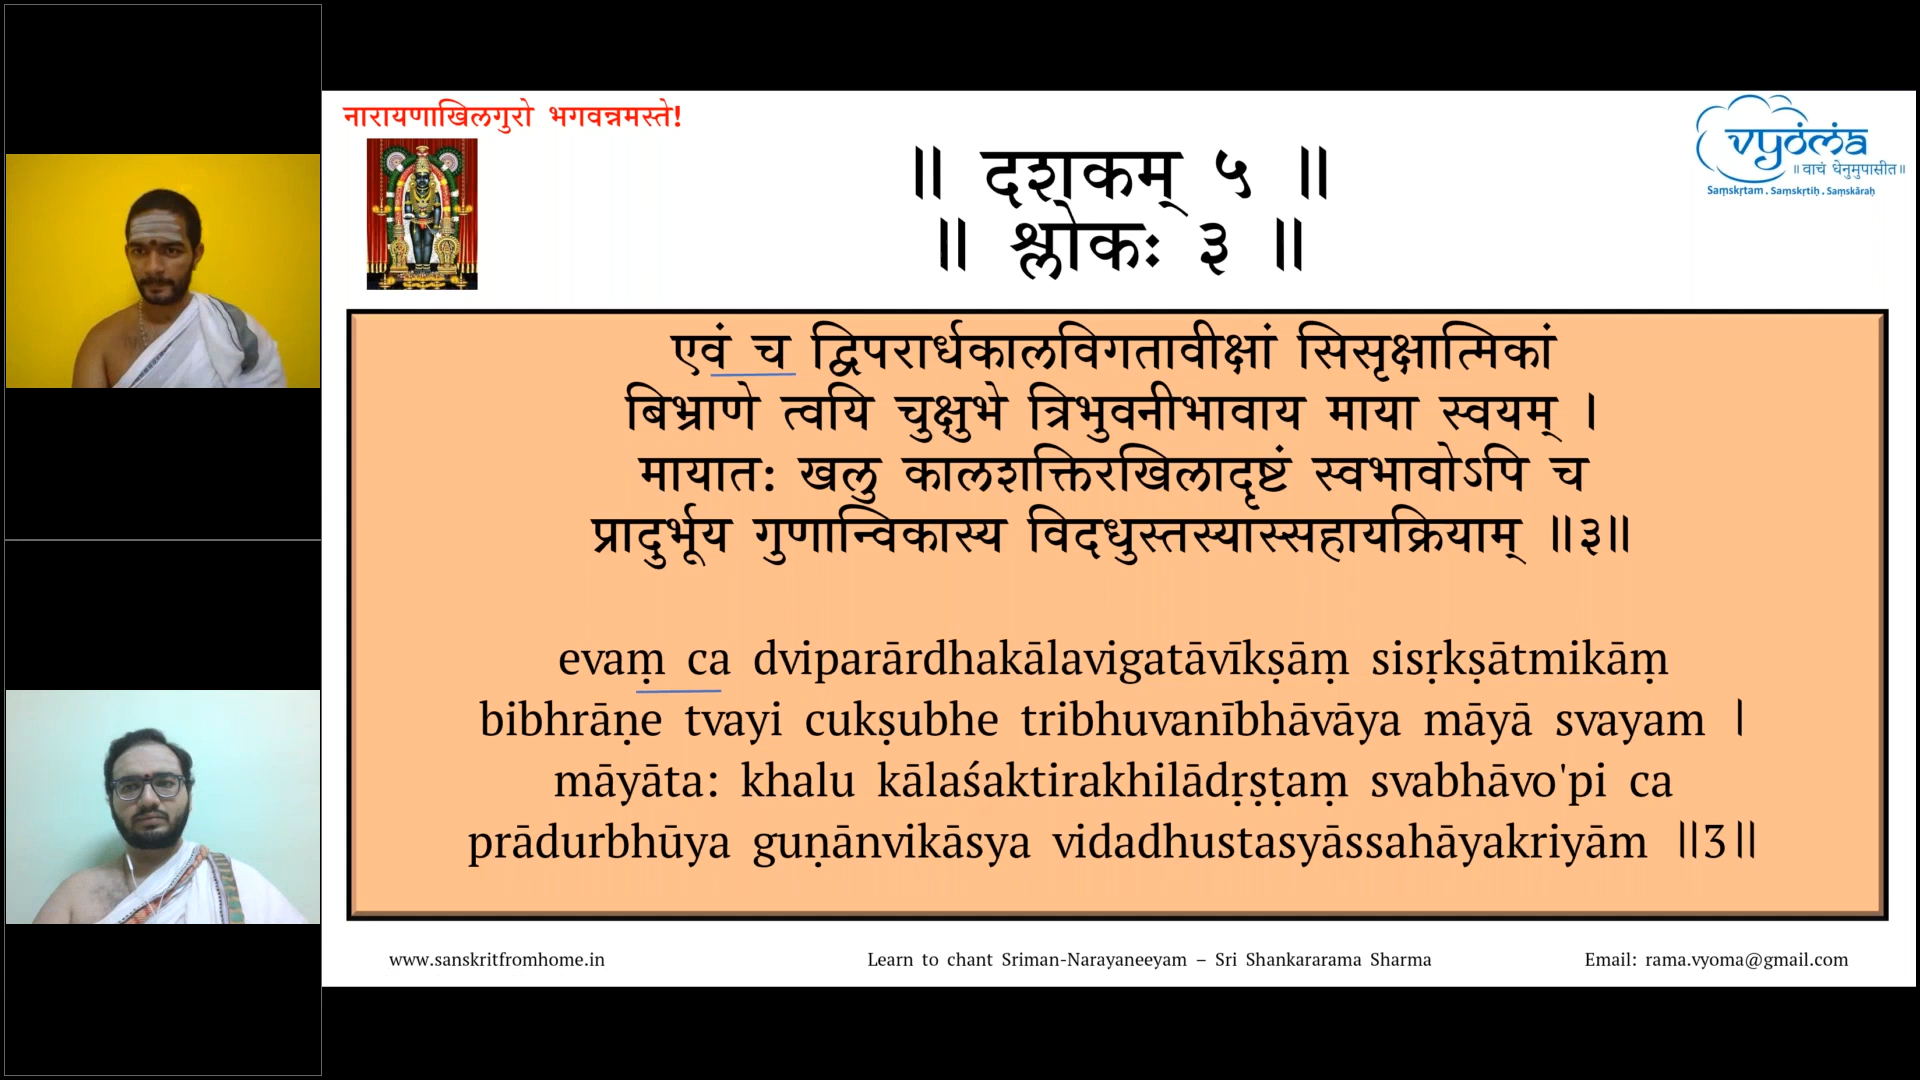 नारायणाखिलगुरो भगवन्नमस्ते!
vyoma
॥ वाचं धेनुमुपासीत॥
Saṃskṛtam . Saṃskṛtiḥ . Saṃskāraḥ
॥ दशकम् ५ ॥
॥ श्लोकः ३ ॥
एवं च द्विपरार्धकालविगतावीक्षां सिसृक्षात्मिकां
बिभ्राणे त्वयि चुक्षुभे त्रिभुवनीभावाय माया स्वयम् ।
मायात: खलु कालशक्तिरखिलादृष्टं स्वभावोऽपि च
प्रादुर्भूय गुणान्विकास्य विदधुस्तस्यास्सहायक्रियाम् ॥३॥
evaṃ ca dviparārdhakālavigatāvīkṣāṃ sisṛkṣātmikāṃ
bibhrāṇe tvayi cukṣubhe tribhuvanībhāvāya māyā svayam ।
māyāta: khalu kālaśaktirakhilādṛṣṭaṃ svabhāvo'pi ca
prādurbhūya guṇānvikāsya vidadhustasyāssahāyakriyām ॥3॥
www.sanskritfromhome.in
Learn to chant Sriman-Narayaneeyam – Sri Shankararama Sharma
Email: rama.vyoma@gmail.com